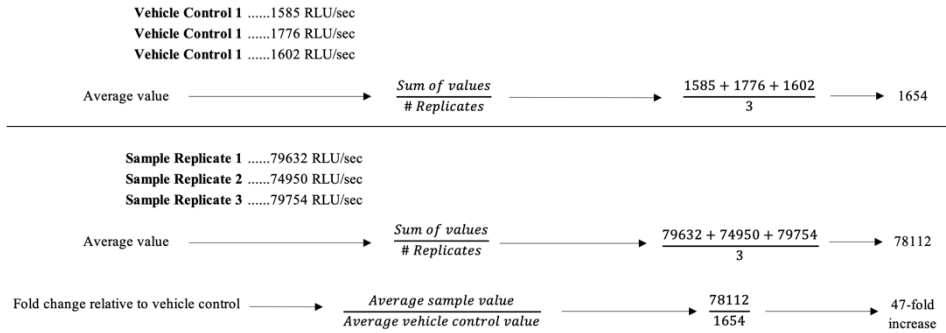 Vehicle Control 1 ......1585 RLU/sec
Vehicle Control 1 ......1776 RLU/sec
Vehicle Control 1 ......1602 RLU/sec
Average value
Sum of values
# Replicates
1585 + 1776 + 1602
3
1654
Sample Replicate 1 ......79632 RLU/sec
Sample Replicate 2 ......74950 RLU/sec
Sample Replicate 3 ......79754 RLU/sec
Average value
Sum of values
# Replicates
79632 + 74950 + 79754
3
78112
Fold change relative to vehicle control
Average sample value
Average vehicle control value
78112
1654
47-fold
increase